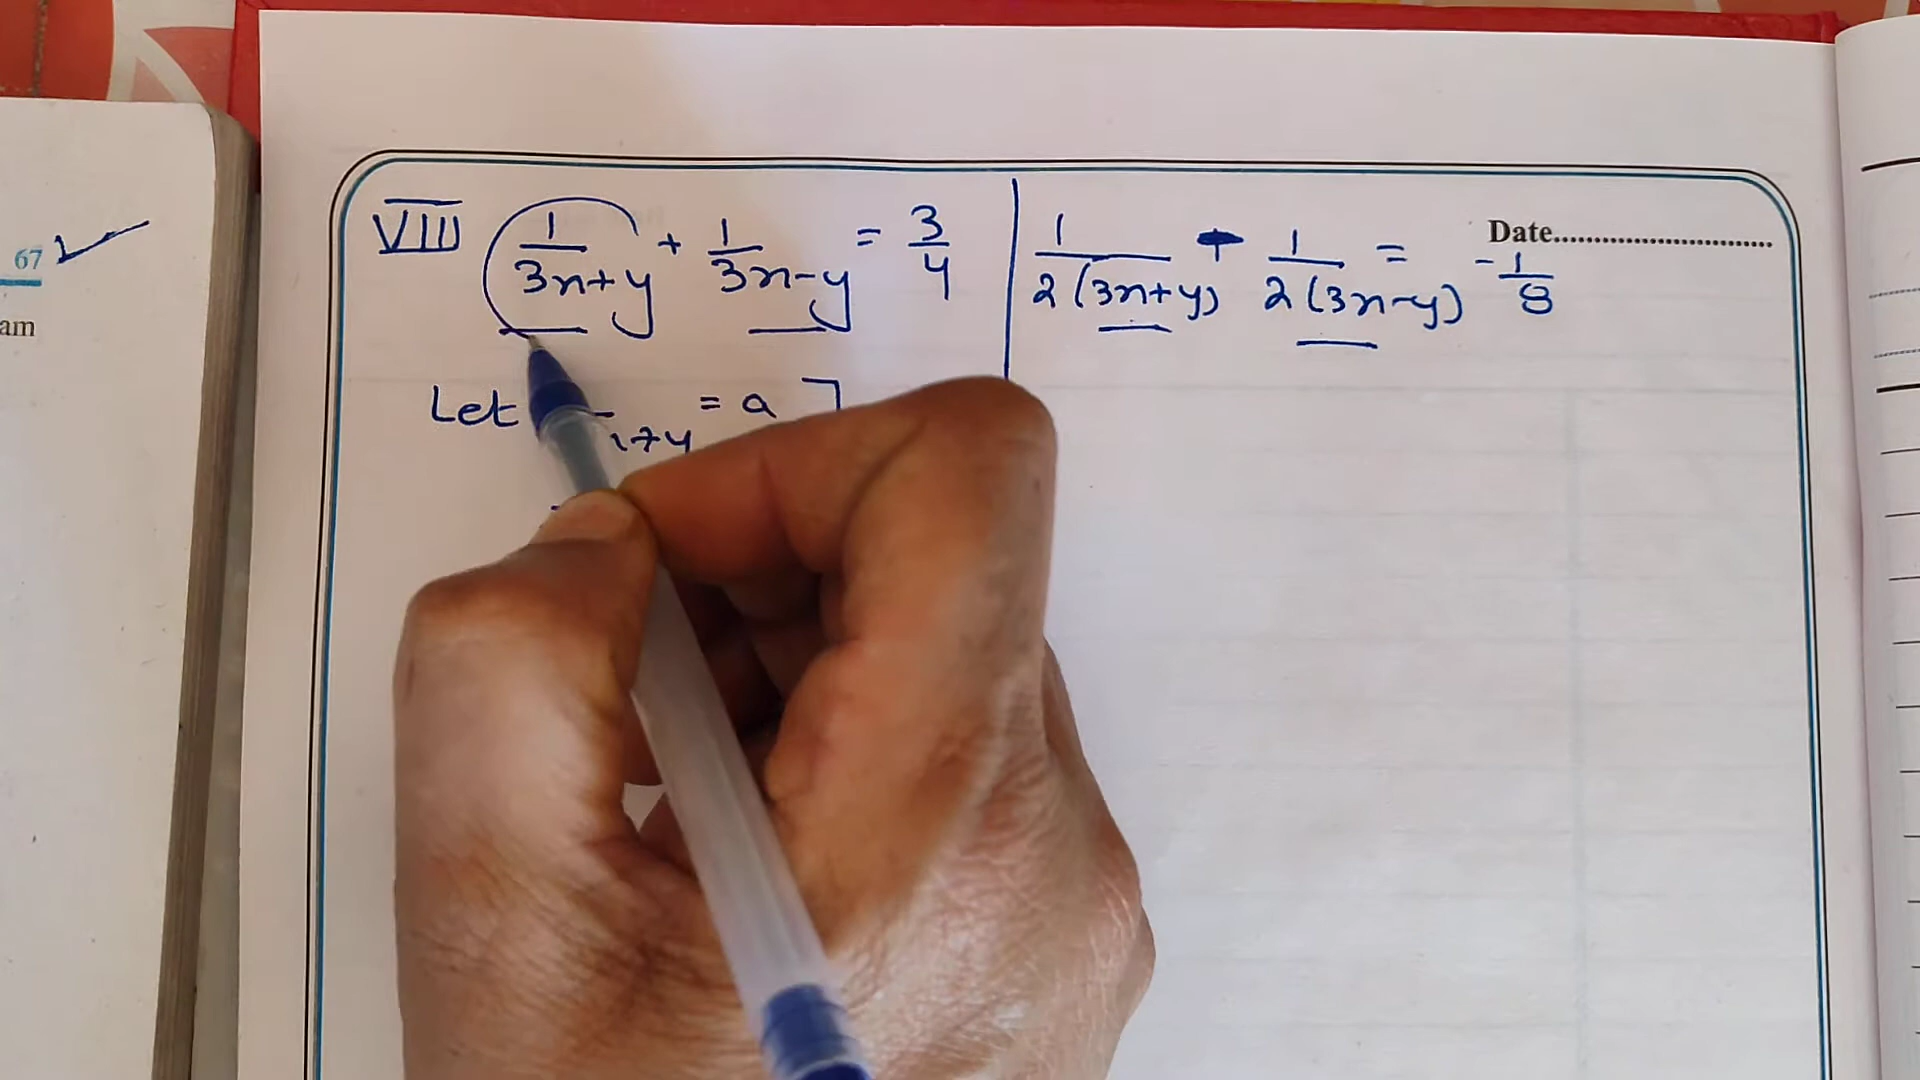 67
am
VIII 1/(3x+y) + 1/(3x-y) = 3/4
1/(2(3x+y)) - 1/(2(3x-y)) = -1/8
Date
Let = a